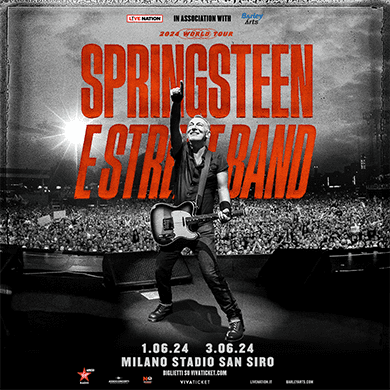 LIVE NATION IN ASSOCIATION WITH Barley Arts
2024 WORLD TOUR
SPRINGSTEEN
E STREET BAND
1.06.24 3.06.24
MILANO STADIO SAN SIRO
BIGLIETTI SU VIVATICKET.COM
VIVATICKET LIVENATION.IT BARLEYARTS.COM